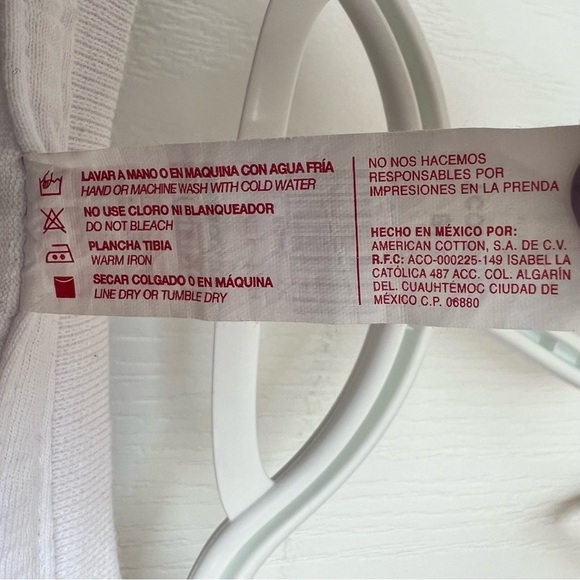 LAVAR A MANO O EN MAQUINA CON AGUA FRÍA
HAND OR MACHINE WASH WITH COLD WATER
NO USE CLORO NI BLANQUEADOR
DO NOT BLEACH
PLANCHA TIBIA
WARM IRON
SECAR COLGADO O EN MÁQUINA
LINE DRY OR TUMBLE DRY
NO NOS HACEMOS
RESPONSABLES POR
IMPRESIONES EN LA PRENDA
HECHO EN MÉXICO POR:
AMERICAN COTTON, S.A. DE C.V.
R.F.C: ACO-000225-149 ISABEL LA
CATÓLICA 487 ACC. COL. ALGARÍN
DEL. CUAUHTÉMOC CIUDAD DE
MÉXICO C.P. 06880